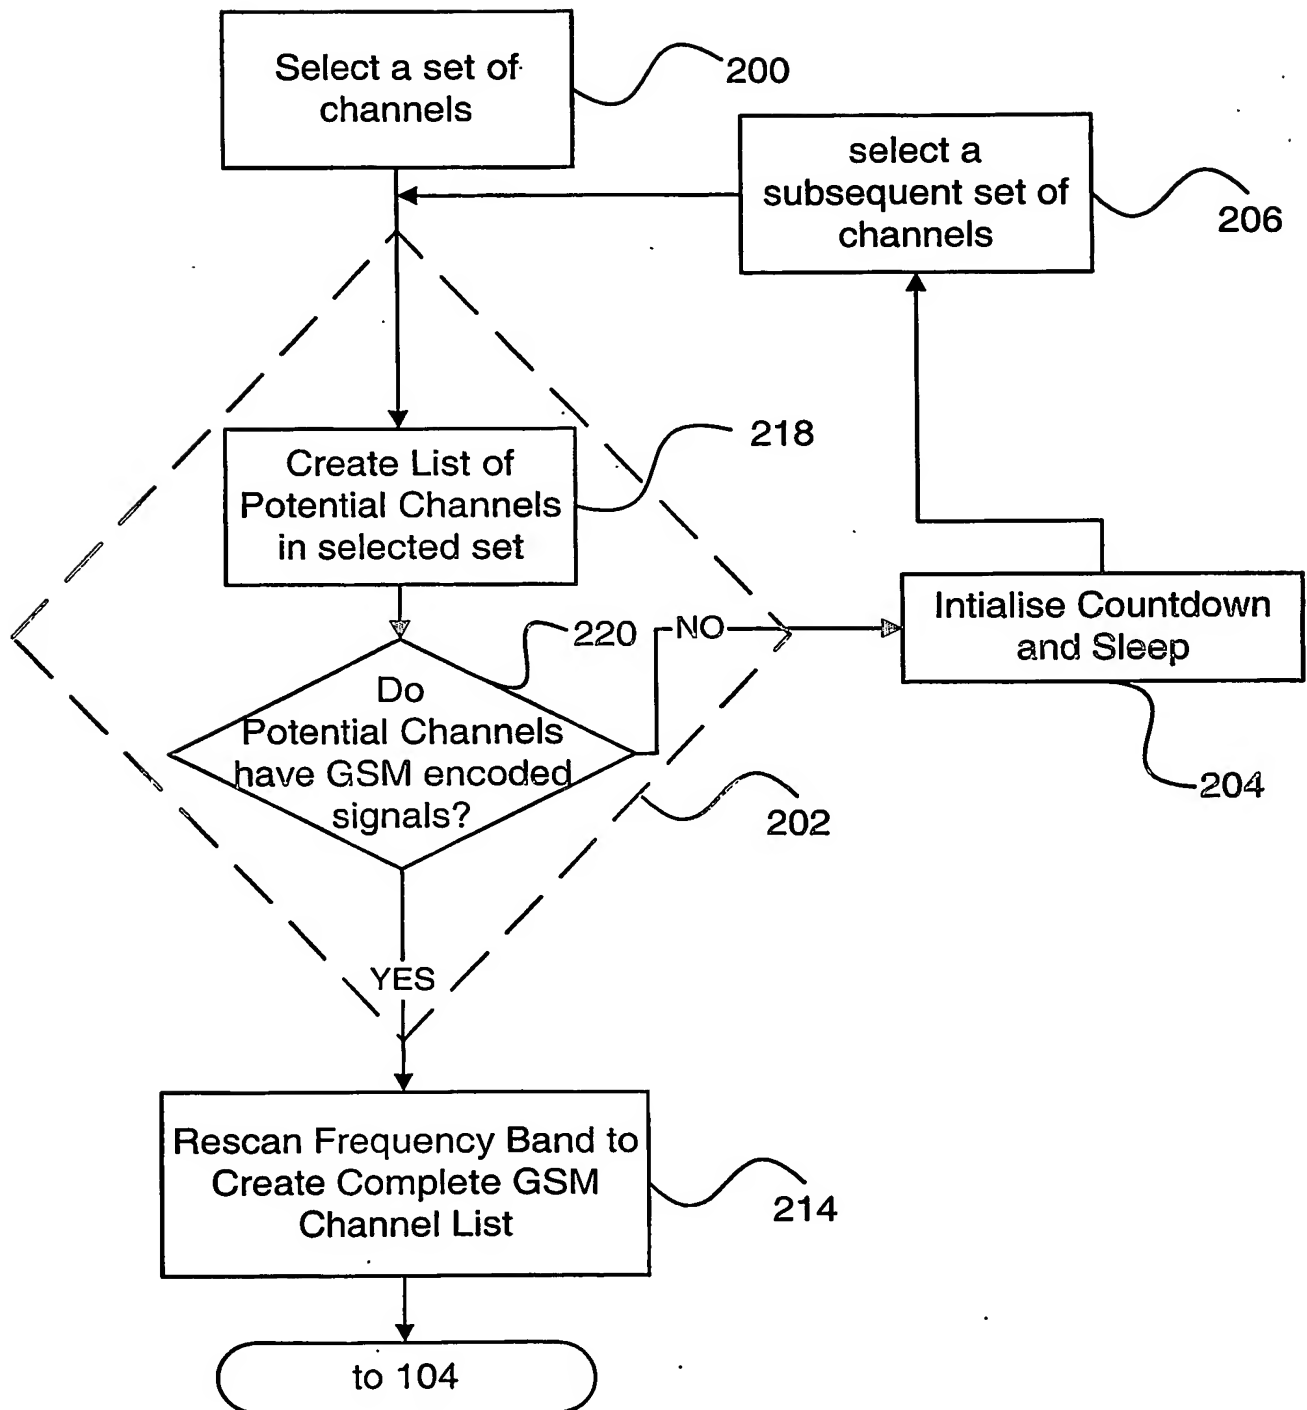 Select a set of
channels
200
select a
subsequent set of
channels
206
Create List of
Potential Channels
in selected set
218
Do
Potential Channels
have GSM encoded
signals?
220
NO
Intialise Countdown
and Sleep
204
202
YES
Rescan Frequency Band to
Create Complete GSM
Channel List
214
to 104